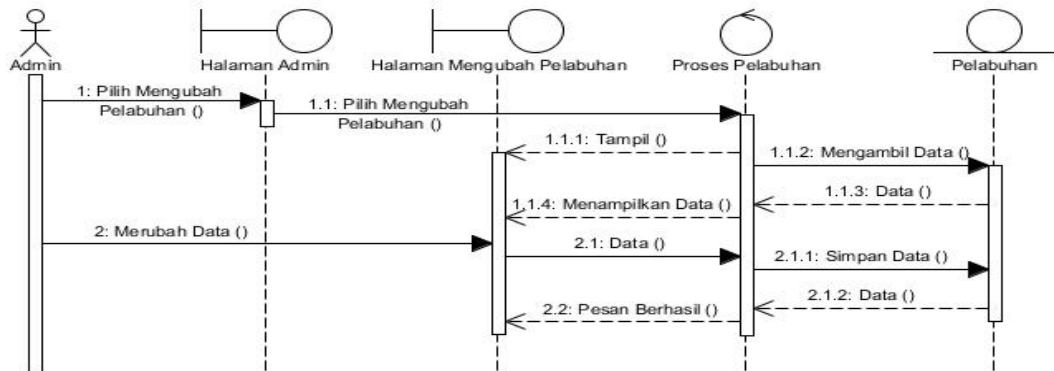 Admin
Halaman Admin
Halaman Mengubah Pelabuhan
Proses Pelabuhan
Pelabuhan
1: Pilih Mengubah
Pelabuhan ()
1.1: Pilih Mengubah
Pelabuhan ()
1.1.1: Tampil ()
1.1.2: Mengambil Data ()
1.1.3: Data ()
1.1.4: Menampilkan Data ()
2: Merubah Data ()
2.1: Data ()
2.1.1: Simpan Data ()
2.1.2: Data ()
2.2: Pesan Berhasil ()